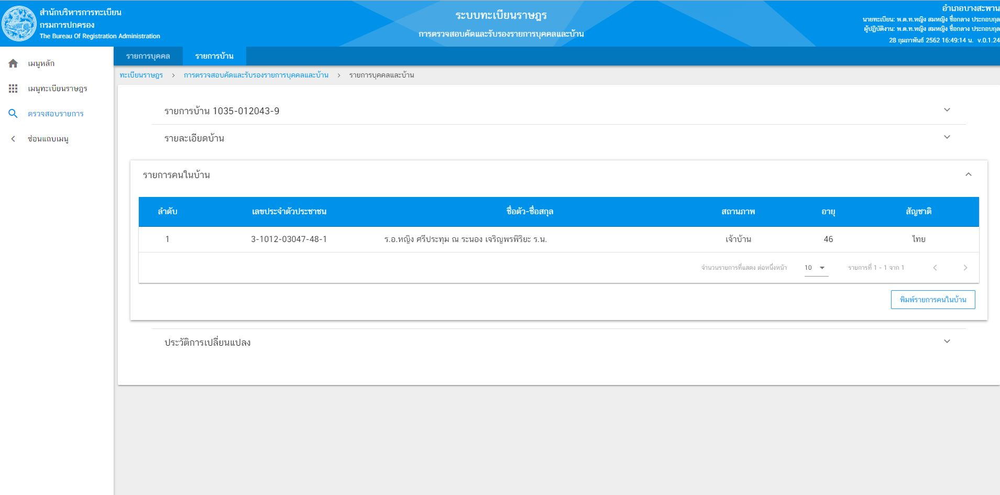 สำนักบริหารการทะเบียน
กรมการปกครอง
The Bureau Of Registration Administration
ระบบทะเบียนราษฎร
การตรวจสอบคัดและรับรองรายการบุคคลและบ้าน
อำเภอบางสะพาน
นายทะเบียน: พ.ต.ท.หญิง สมหญิง ชื่อกลาง ประกอบกุล
ผู้ปฏิบัติงาน: พ.ต.ท.หญิง สมหญิง ชื่อกลาง ประกอบกุล
28 กุมภาพันธ์ 2562 16:49:14 น. v.0.1.24
เมนูหลัก
เมนูทะเบียนราษฎร
ตรวจสอบรายการ
ซ่อนแถบเมนู
รายการบุคคล รายการบ้าน
ทะเบียนราษฎร > การตรวจสอบคัดและรับรองรายการบุคคลและบ้าน > รายการบุคคลและบ้าน
รายการบ้าน 1035-012043-9
รายละเอียดบ้าน
รายการคนในบ้าน
ลำดับ เลขประจำตัวประชาชน ชื่อตัว-ชื่อสกุล สถานภาพ อายุ สัญชาติ
1 3-1012-03047-48-1 ร.อ.หญิง ศรีประทุม ณ ระนอง เจริญพรพิริยะ ร.น. เจ้าบ้าน 46 ไทย
จำนวนรายการที่แสดง ต่อหนึ่งหน้า 10 รายการที่ 1 - 1 จาก 1
พิมพ์รายการคนในบ้าน
ประวัติการเปลี่ยนแปลง